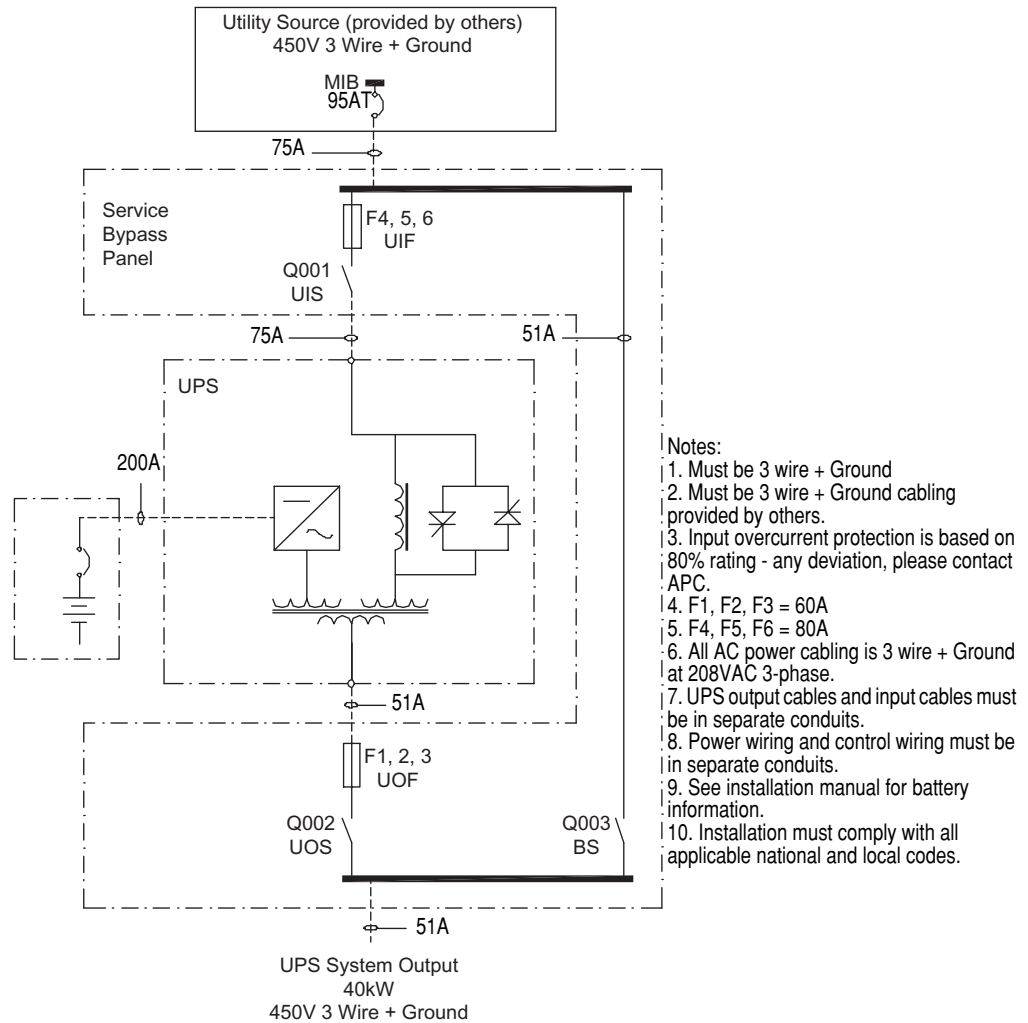 Utility Source (provided by others)
450V 3 Wire + Ground
MIB
95AT
75A
Service
Bypass
Panel
F4, 5, 6
UIF
Q001
UIS
75A
51A
UPS
200A
51A
F1, 2, 3
UOF
Q002
UOS
Q003
BS
51A
UPS System Output
40kW
450V 3 Wire + Ground
Notes:
1. Must be 3 wire + Ground
2. Must be 3 wire + Ground cabling
provided by others.
3. Input overcurrent protection is based on
80% rating - any deviation, please contact
APC.
4. F1, F2, F3 = 60A
5. F4, F5, F6 = 80A
6. All AC power cabling is 3 wire + Ground
at 208VAC 3-phase.
7. UPS output cables and input cables must
be in separate conduits.
8. Power wiring and control wiring must be
in separate conduits.
9. See installation manual for battery
information.
10. Installation must comply with all
applicable national and local codes.